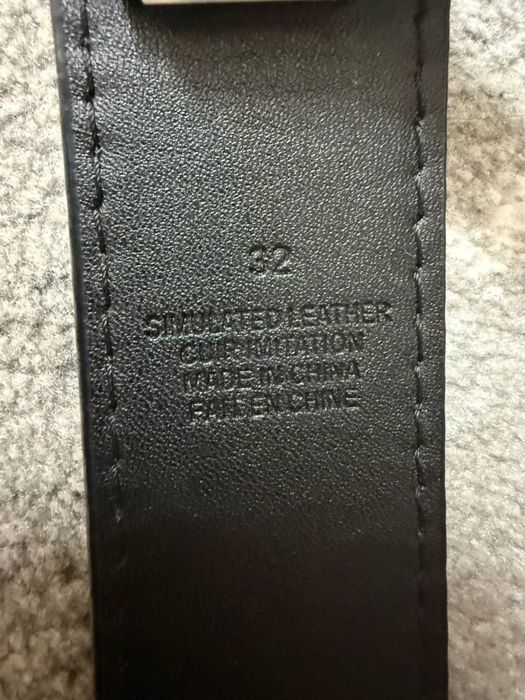 32
SIMULATED LEATHER
CUIR IMITATION
MADE IN CHINA
FAIT EN CHINE